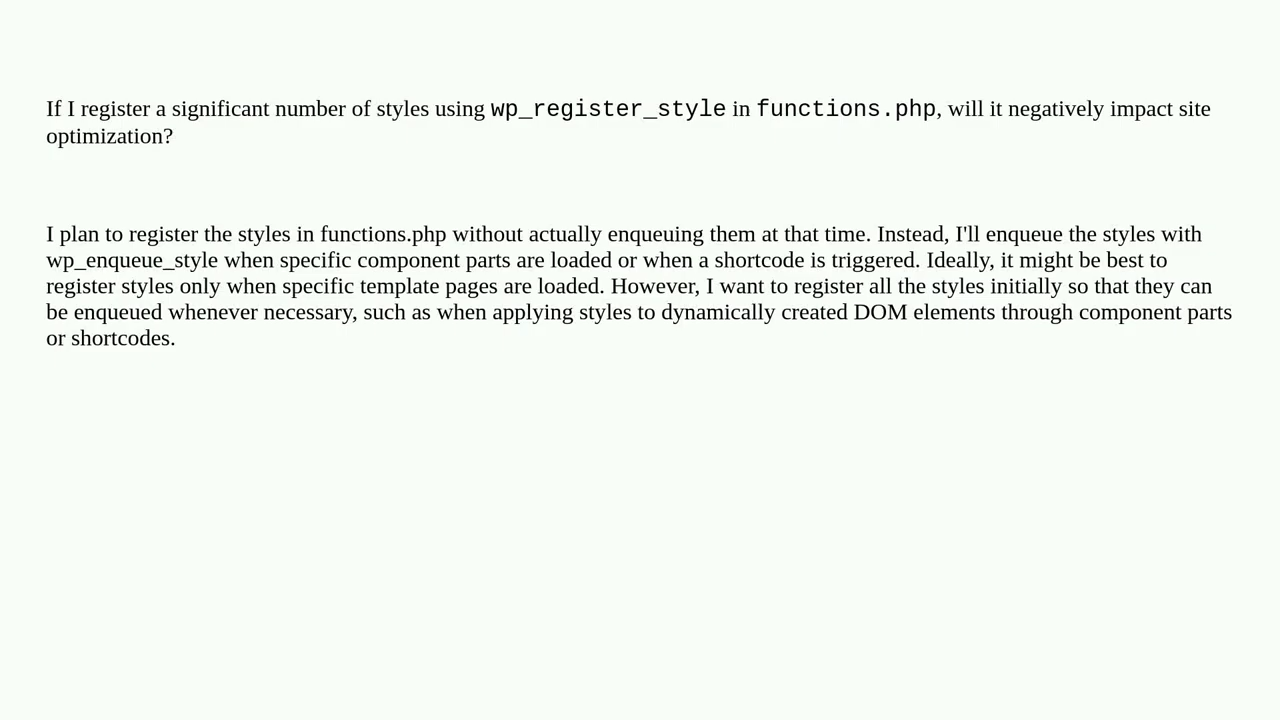 If I register a significant number of styles using wp_register_style in functions.php, will it negatively impact site
optimization?
I plan to register the styles in functions.php without actually enqueuing them at that time. Instead, I'll enqueue the styles with
wp_enqueue_style when specific component parts are loaded or when a shortcode is triggered. Ideally, it might be best to
register styles only when specific template pages are loaded. However, I want to register all the styles initially so that they can
be enqueued whenever necessary, such as when applying styles to dynamically created DOM elements through component parts
or shortcodes.